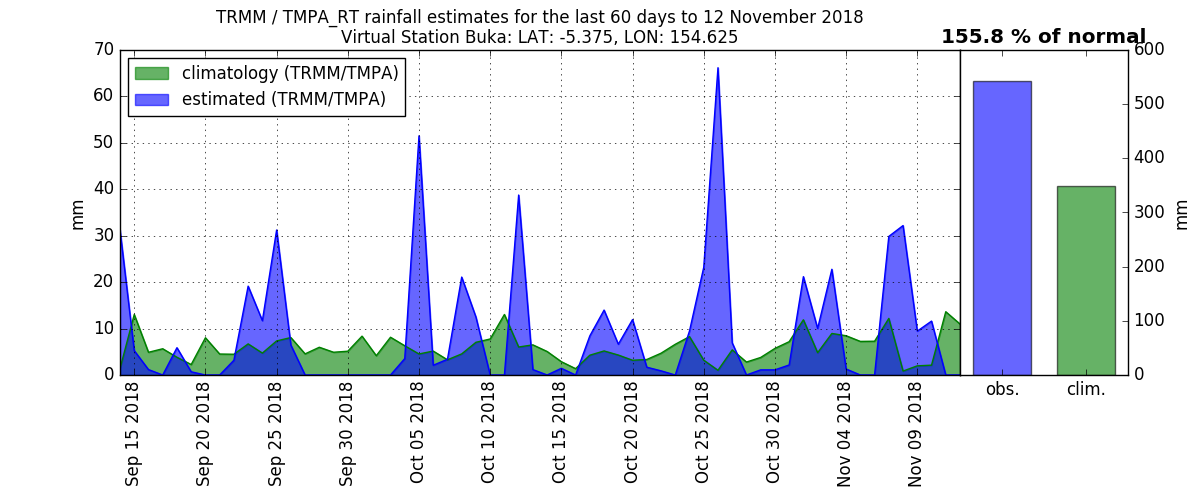 TRMM / TMPA_RT rainfall estimates for the last 60 days to 12 November 2018
Virtual Station Buka: LAT: -5.375, LON: 154.625
155.8 % of normal
climatology (TRMM/TMPA)
estimated (TRMM/TMPA)
mm
70
60
50
40
30
20
10
0
Sep 15 2018
Sep 20 2018
Sep 25 2018
Sep 30 2018
Oct 05 2018
Oct 10 2018
Oct 15 2018
Oct 20 2018
Oct 25 2018
Oct 30 2018
Nov 04 2018
Nov 09 2018
obs.
clim.
600
500
400
300
200
100
0
mm